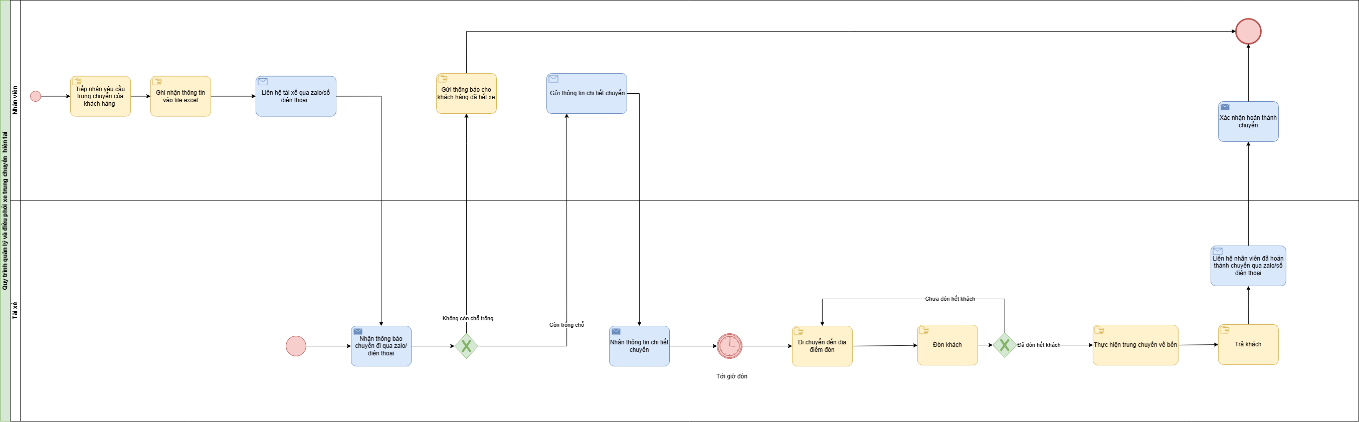 Quy trình quản lý và điều phối xe trung chuyển hiện tại
Nhân viên
Tiếp nhận yêu cầu
trung chuyển của
khách hàng
Ghi nhận thông tin
vào file excel
Liên hệ tài xế qua zalo/số
điện thoại
Gửi thông báo cho
khách hàng đã hết xe
Gửi thông tin chi tiết chuyến
Xác nhận hoàn thành
chuyến
Tài xế
Nhận thông báo
chuyến đi qua zalo/
điện thoại
Không còn chỗ trống
Còn trống chỗ
Nhận thông tin chi tiết
chuyến
Tới giờ đón
Di chuyển đến địa
điểm đón
Đón khách
Chưa đón hết khách
Đã đón hết khách
Thực hiện trung chuyển về bến
Trả khách
Liên hệ nhân viên đã hoàn
thành chuyến qua zalo/số
điện thoại